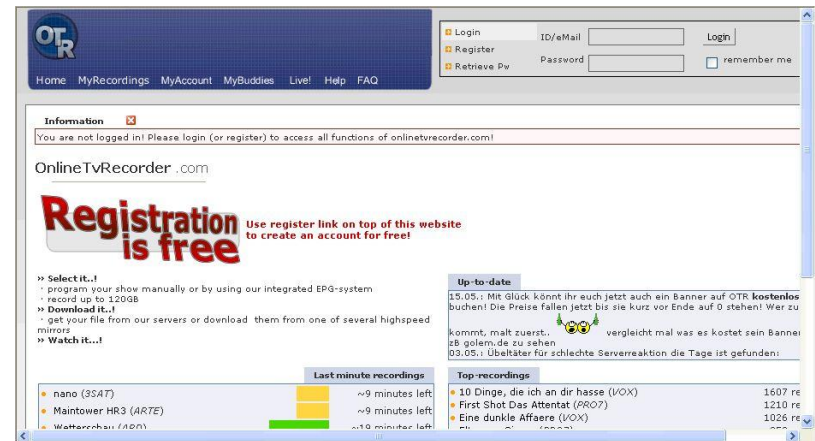 OTR
Home MyRecordings MyAccount MyBuddies Live! Help FAQ
Login
Register
Retrieve Pw
ID/eMail
Password
Login
remember me
Information
You are not logged in! Please login (or register) to access all functions of onlinetvrecorder.com!
OnlineTvRecorder .com
Registration
is free
Use register link on top of this website
to create an account for free!
» Select it..!
· program your show manually or by using our integrated EPG-system
· record up to 120GB
» Download it..!
· get your file from our servers or download them from one of several highspeed
mirrors
» Watch it...!
Up-to-date
15.05.: Mit Glück könnt ihr euch jetzt auch ein Banner auf OTR kostenlos
buchen! Die Preise fallen jetzt bis sie kurz vor Ende auf 0 stehen! Wer zu
kommt, malt zuerst.. vergleicht mal was es kostet sein Banner
zB golem.de zu sehen
03.05.: Übeltäter für schlechte Serverreaktion die Tage ist gefunden:
Last minute recordings
nano (3SAT) ~9 minutes left
Maintower HR3 (ARTE) ~9 minutes left
Wetterschau (ARD) ~19 minutes left
Top-recordings
10 Dinge, die ich an dir hasse (VOX) 1607 re
First Shot Das Attentat (PRO7) 1210 re
Eine dunkle Affaere (VOX) 1026 re